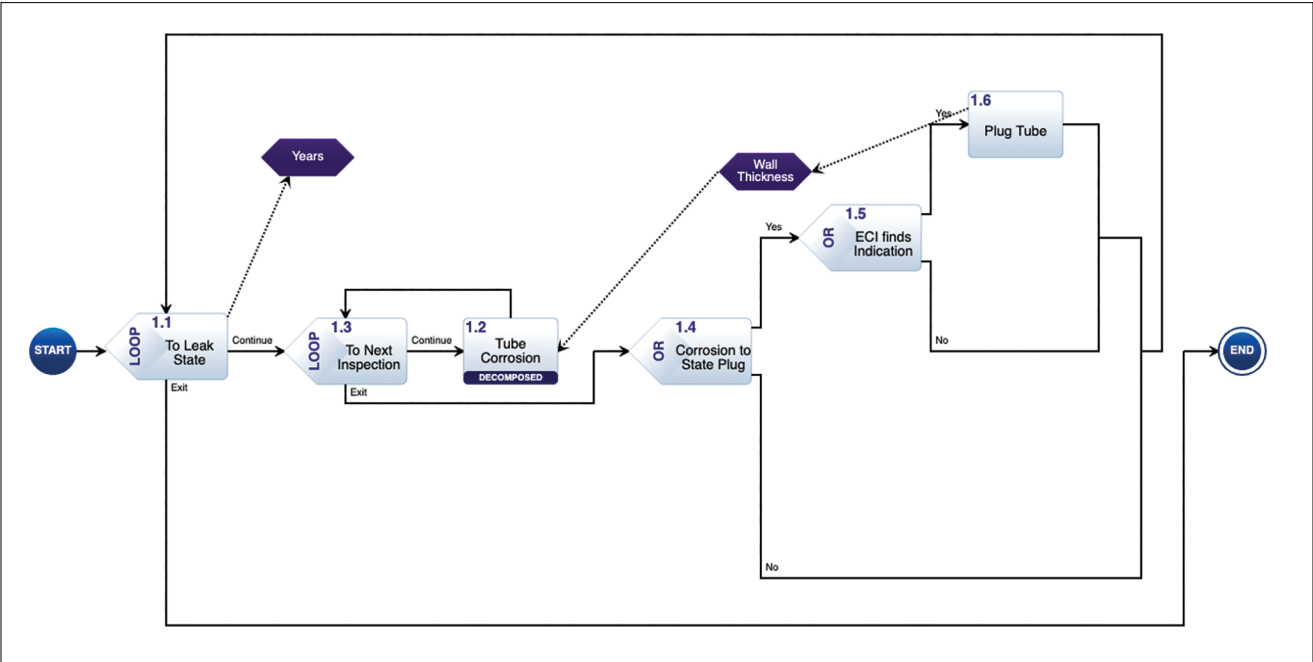 1.6
Yes
Plug Tube
Years
Wall
Thickness
1.5
Yes
OR
ECI finds
Indication
1.1
LOOP
To Leak
State
START
Continue
Exit
1.3
LOOP
To Next
Inspection
Continue
Exit
1.2
Tube
Corrosion
DECOMPOSED
1.4
OR
Corrosion to
State Plug
No
END
No